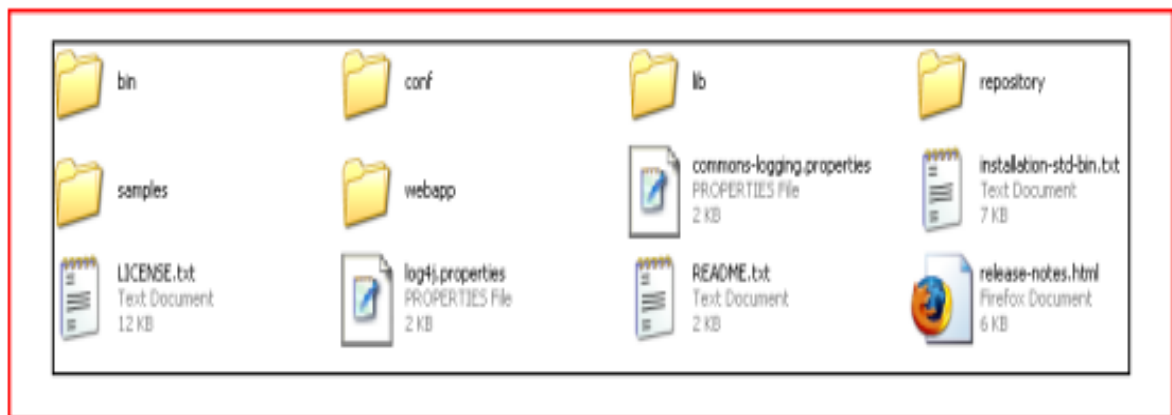 bin
conf
lib
repository
samples
webapp
commons-logging.properties
PROPERTIES File
2 KB
installation-std-bin.txt
Text Document
7 KB
LICENSE.txt
Text Document
12 KB
log4j.properties
PROPERTIES File
2 KB
README.txt
Text Document
2 KB
release-notes.html
Firefox Document
6 KB